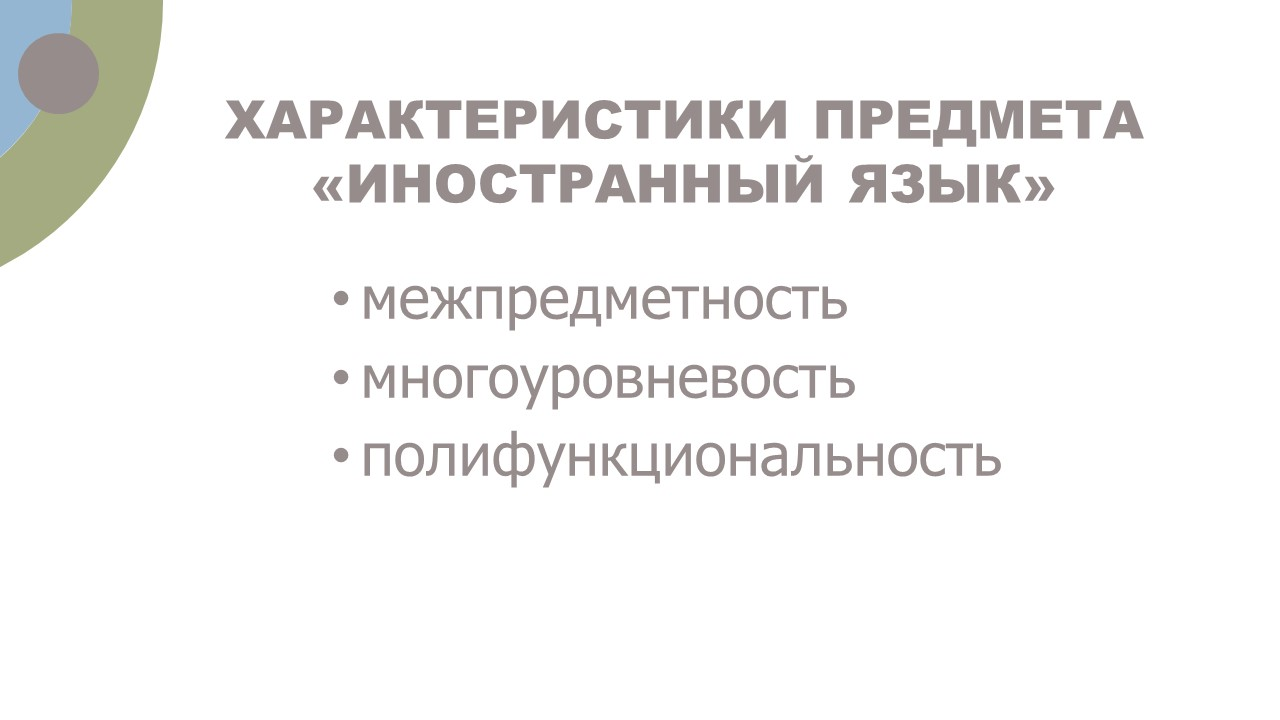 ХАРАКТЕРИСТИКИ ПРЕДМЕТА
«ИНОСТРАННЫЙ ЯЗЫК»
• межпредметность
• многоуровневость
• полифункциональность